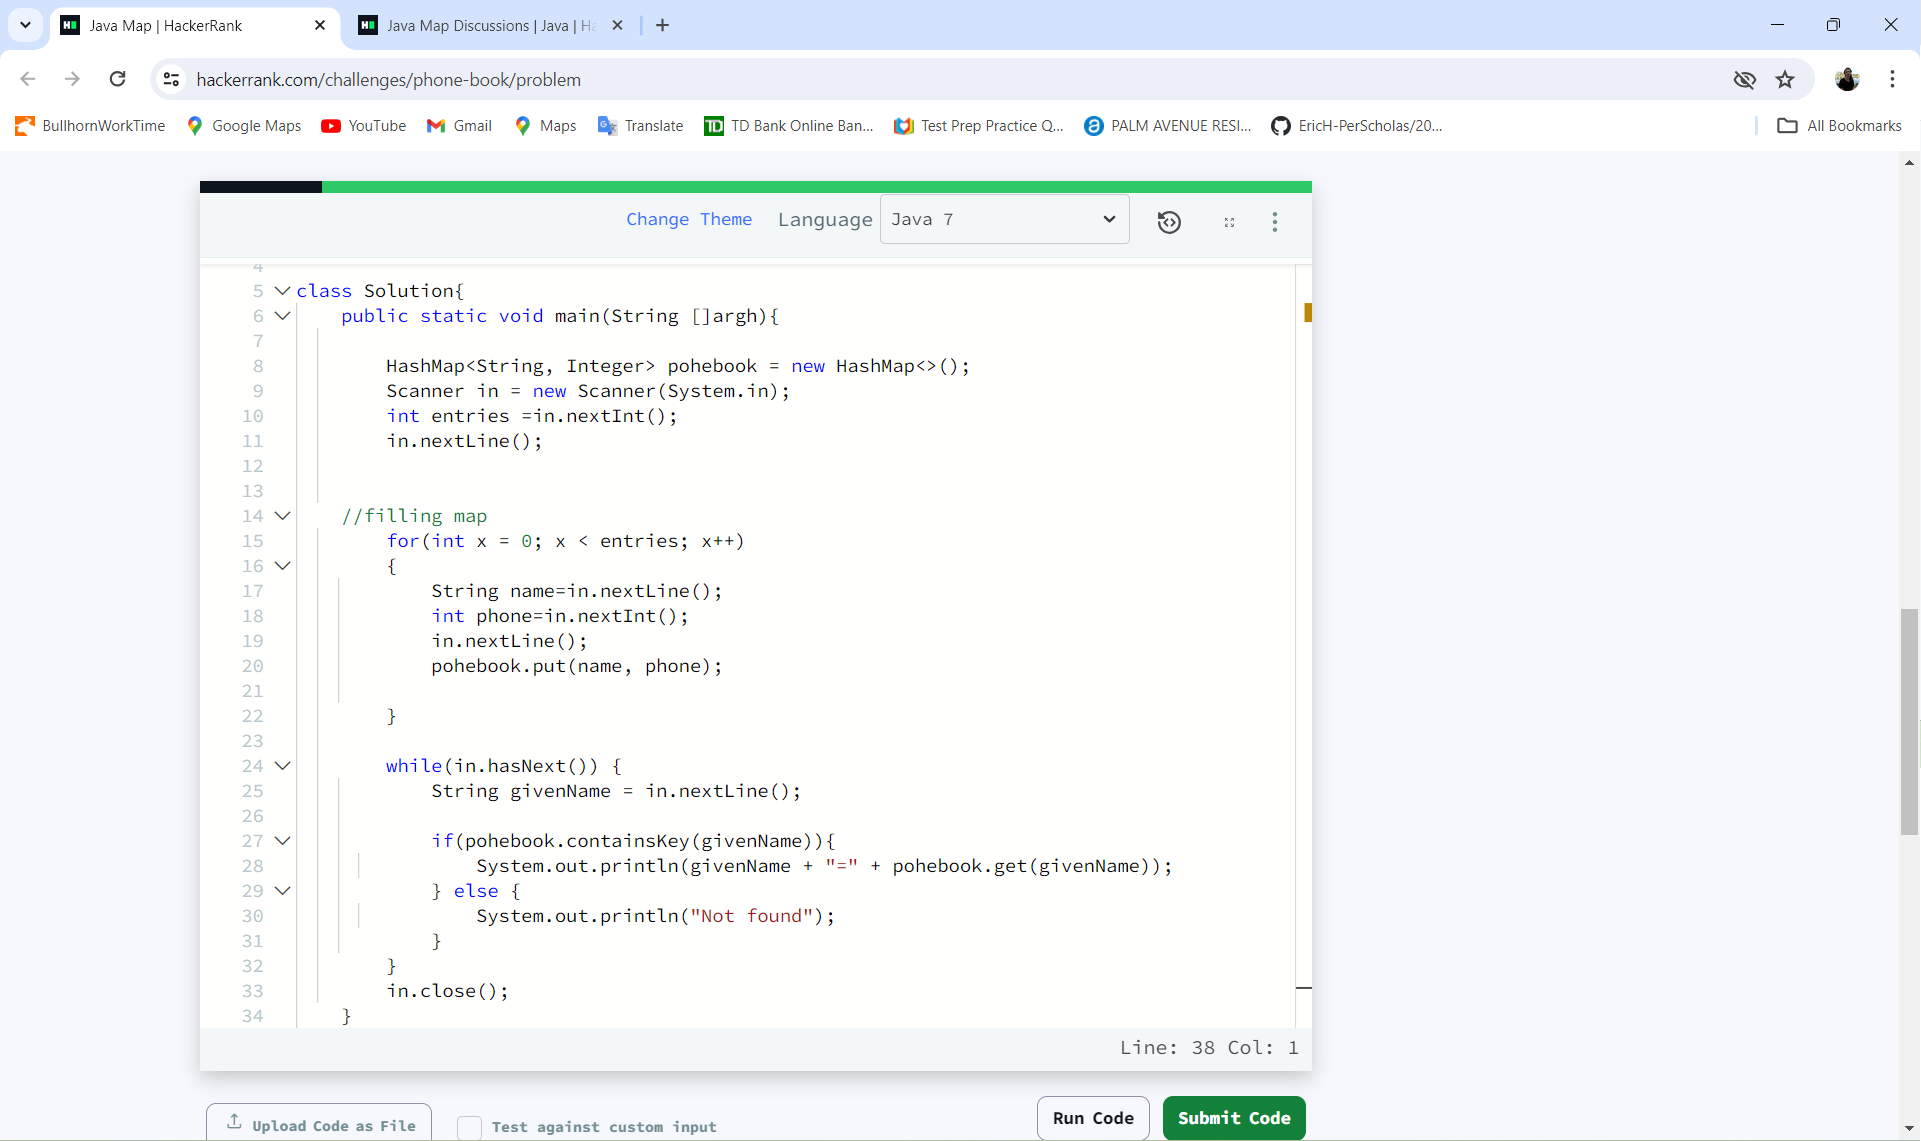 Java Map | HackerRank
Java Map Discussions | Java | Ha
hackerrank.com/challenges/phone-book/problem
BullhornWorkTime Google Maps YouTube Gmail Maps Translate TD Bank Online Ban... Test Prep Practice Q... PALM AVENUE RESI... EricH-PerScholas/20... All Bookmarks
Change Theme Language Java 7
4
5 class Solution{
6 public static void main(String []argh){
7
8 HashMap<String, Integer> pohebook = new HashMap<>();
9 Scanner in = new Scanner(System.in);
10 int entries =in.nextInt();
11 in.nextLine();
12
13
14 //filling map
15 for(int x = 0; x < entries; x++)
16 {
17 String name=in.nextLine();
18 int phone=in.nextInt();
19 in.nextLine();
20 pohebook.put(name, phone);
21
22 }
23
24 while(in.hasNext()) {
25 String givenName = in.nextLine();
26
27 if(pohebook.containsKey(givenName)){
28 System.out.println(givenName + "=" + pohebook.get(givenName));
29 } else {
30 System.out.println("Not found");
31 }
32 }
33 in.close();
34 }
Line: 38 Col: 1
Upload Code as File Test against custom input Run Code Submit Code